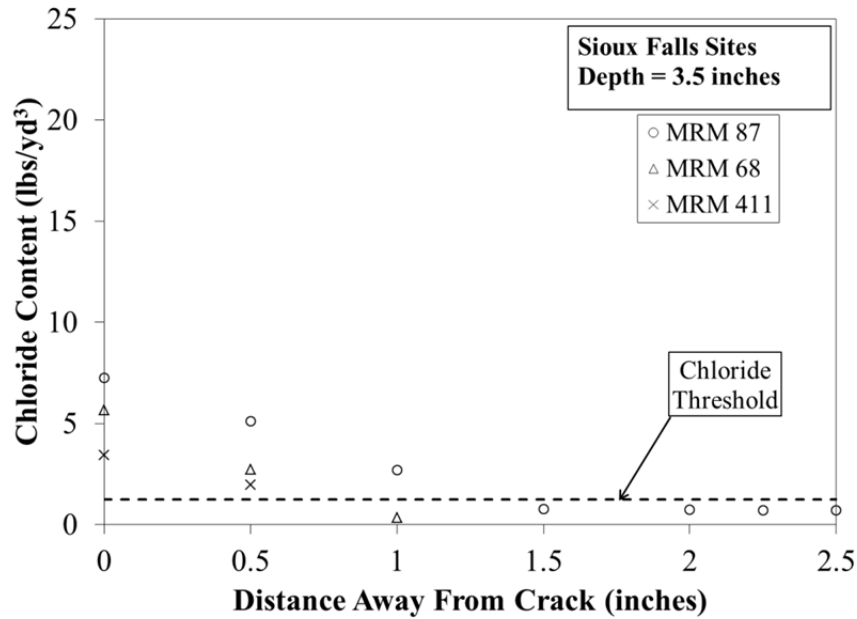 25
20
15
10
5
0
Chloride Content (lbs/yd³)
Sioux Falls Sites
Depth = 3.5 inches
MRM 87
MRM 68
MRM 411
Chloride
Threshold
0 0.5 1 1.5 2 2.5
Distance Away From Crack (inches)